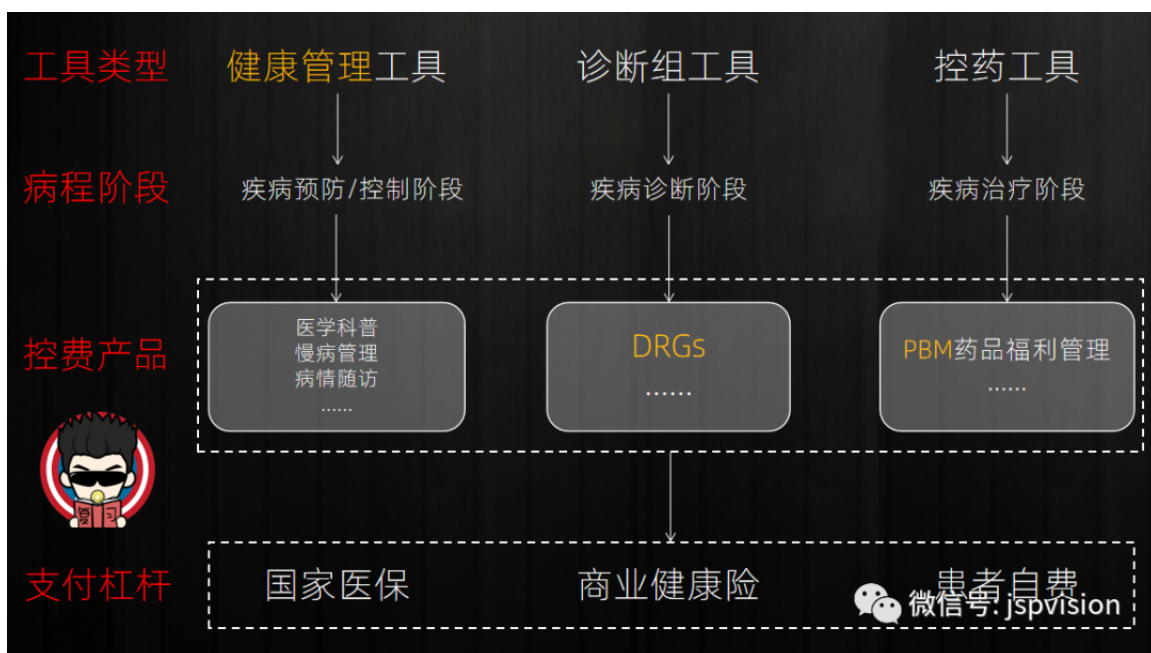 工具类型 健康管理工具 诊断组工具 控药工具
病程阶段 疾病预防/控制阶段 疾病诊断阶段 疾病治疗阶段
控费产品
医学科普
慢病管理
病情随访
......
DRGs
......
PBM药品福利管理
......
复习
支付杠杆 国家医保 商业健康险 患者自费
微信号: jspvision